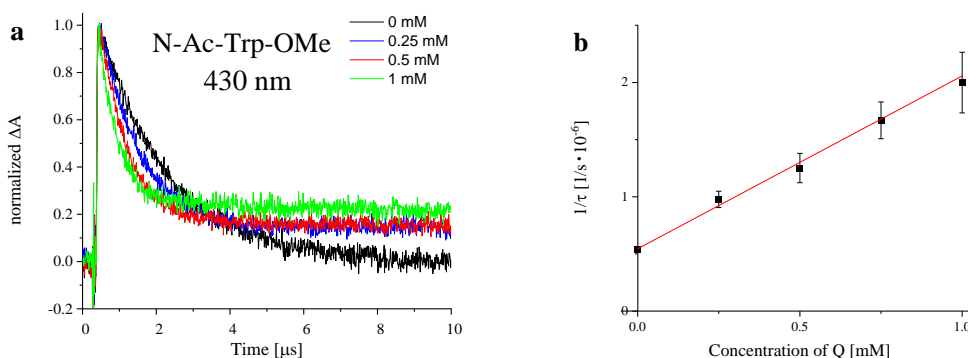 a
N-Ac-Trp-OMe
430 nm
0 mM
0.25 mM
0.5 mM
1 mM
normalized ΔA
1.0
0.8
0.6
0.4
0.2
0.0
-0.2
0 2 4 6 8 10
Time [μs]
b
1/τ [1/s·10⁻⁶]
2
1
0
0.0 0.5 1.0
Concentration of Q [mM]